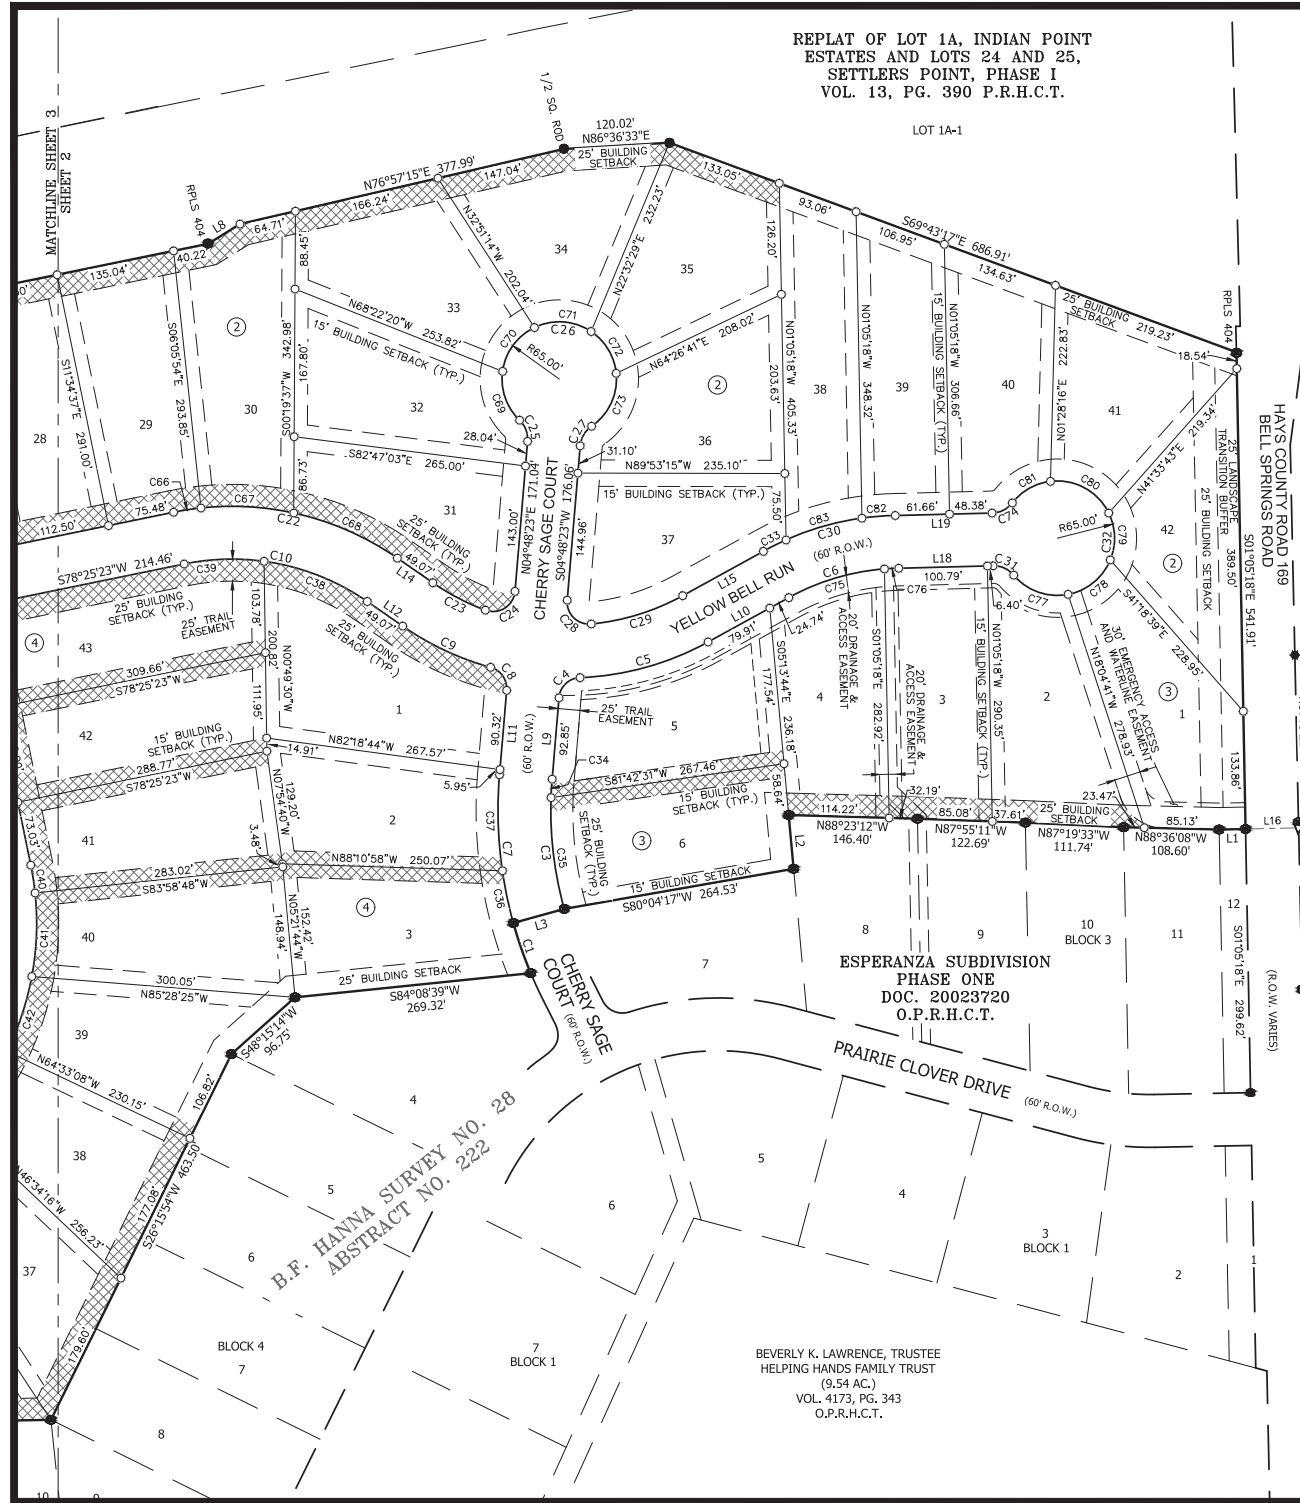 REPLAT OF LOT 1A, INDIAN POINT
ESTATES AND LOTS 24 AND 25,
SETTLERS POINT, PHASE I
VOL. 13, PG. 390 P.R.H.C.T.
LOT 1A-1
MATCHLINE SHEET 3
SHEET 2
1/2 SQ. ROD
120.02'
N86°36'33"E
25' BUILDING
SETBACK
RPLS 404
L8
N76°57'15"E 377.99'
147.04'
166.24'
64.71'
40.22'
135.04'
133.05'
93.06'
S69°43'17"E 686.91'
106.95'
134.63'
25' BUILDING
SETBACK
219.23'
RPLS 404
18.54'
HAYS COUNTY ROAD 169
BELL SPRINGS ROAD
88.45'
N32°51'14"W 202.04'
N22°32'29"E 232.23'
126.20'
34
35
33
N68°22'20"W 253.82'
15' BUILDING SETBACK (TYP.)
C71
C26
C70
R65.00'
C72
C73
C69
C25
C27
N64°26'41"E 208.02'
N01°05'18"W 405.33'
203.63'
2
N01°05'18"W 348.32'
38
39
15' BUILDING SETBACK (TYP.)
N01°05'18"W 306.66'
40
N01°28'16"E 222.83'
41
N41°33'43"E 219.34'
25' LANDSCAPE
TRANSITION BUFFER
25' BUILDING SETBACK
389.50'
S01°05'18"E 541.91'
2
S06°05'54"E 293.85'
S11°34'37"E 291.00'
S00°19'37"W 342.98'
167.80'
28
29
30
32
28.04'
S82°47'03"E 265.00'
86.73'
31
25' BUILDING
SETBACK (TYP.)
31.10'
N89°53'15"W 235.10'
15' BUILDING SETBACK (TYP.)
36
37
75.50'
CHERRY SAGE COURT
(60' R.O.W.)
N04°48'23"E 171.04'
143.00'
S04°48'23"W 176.06'
144.96'
C66
C67
C22
C68
75.48'
112.50'
L14
C23
C24
C28
C29
L15
C33
C30
C83
C82
61.66'
L19
48.38'
C74
C81
C80
R65.00'
C32
C79
42
2
YELLOW BELL RUN
(60' R.O.W.)
S78°25'23"W 214.46'
C39
C10
C38
25' BUILDING
SETBACK (TYP.)
25' TRAIL
EASEMENT
103.78'
200.82'
N00°49'30"W
111.95'
49.07'
L12
49.07'
25' BUILDING
SETBACK (TYP.)
C9
C8
L11
90.32'
C4
C5
L9
92.85'
25' TRAIL
EASEMENT
L10
79.91'
24.74'
C6
C75
C76
L18
100.79'
C31
6.40'
C77
C78
S41°18'39"E 228.95'
4
43
309.66'
S78°25'23"W
42
15' BUILDING
SETBACK (TYP.)
288.77'
S78°25'23"W
1
N82°18'44"W 267.57'
14.91'
5.95'
C34
5
S05°13'44"E 236.18'
177.54'
4
20' DRAINAGE &
ACCESS EASEMENT
S01°05'18"E 282.92'
3
20' DRAINAGE &
ACCESS EASEMENT
15' BUILDING SETBACK (TYP.)
N01°05'18"W 290.35'
2
N18°04'41"W 278.93'
30' EMERGENCY ACCESS
AND WATERLINE EASEMENT
3
1
133.86'
73.03'
41
N07°54'40"W
129.20'
2
C37
C7
S81°42'31"W 267.46'
15' BUILDING
SETBACK (TYP.)
58.64'
25' BUILDING
SETBACK (TYP.)
C3
C35
3
6
L2
114.22'
N88°23'12"W
146.40'
32.19'
85.08'
N87°55'11"W
122.69'
37.61'
25' BUILDING
SETBACK
23.47'
N87°19'33"W
111.74'
N88°36'08"W
108.60'
85.13'
L1
L16
3.48'
N88°10'58"W 250.07'
283.02'
S83°58'48"W
C40
C41
C42
40
N05°21'44"W
152.42'
148.94'
4
3
C36
L3
C1
15' BUILDING SETBACK
S80°04'17"W 264.53'
300.05'
N85°28'25"W
25' BUILDING SETBACK
S84°08'39"W
269.32'
CHERRY SAGE
COURT (60' R.O.W.)
7
8
9
10
BLOCK 3
11
12
S01°05'18"E 299.62'
(R.O.W. VARIES)
ESPERANZA SUBDIVISION
PHASE ONE
DOC. 20023720
O.P.R.H.C.T.
39
S48°15'14"W
96.75'
N64°33'08"W 230.15'
106.82'
38
N46°34'16"W 256.23'
S26°15'54"W 463.50'
177.08'
179.60'
37
PRAIRIE CLOVER DRIVE (60' R.O.W.)
B.F. HANNA SURVEY NO. 28
ABSTRACT NO. 222
4
5
6
BLOCK 4
7
8
9
10
6
7
BLOCK 1
5
4
3
BLOCK 1
2
1
BEVERLY K. LAWRENCE, TRUSTEE
HELPING HANDS FAMILY TRUST
(9.54 AC.)
VOL. 4173, PG. 343
O.P.R.H.C.T.